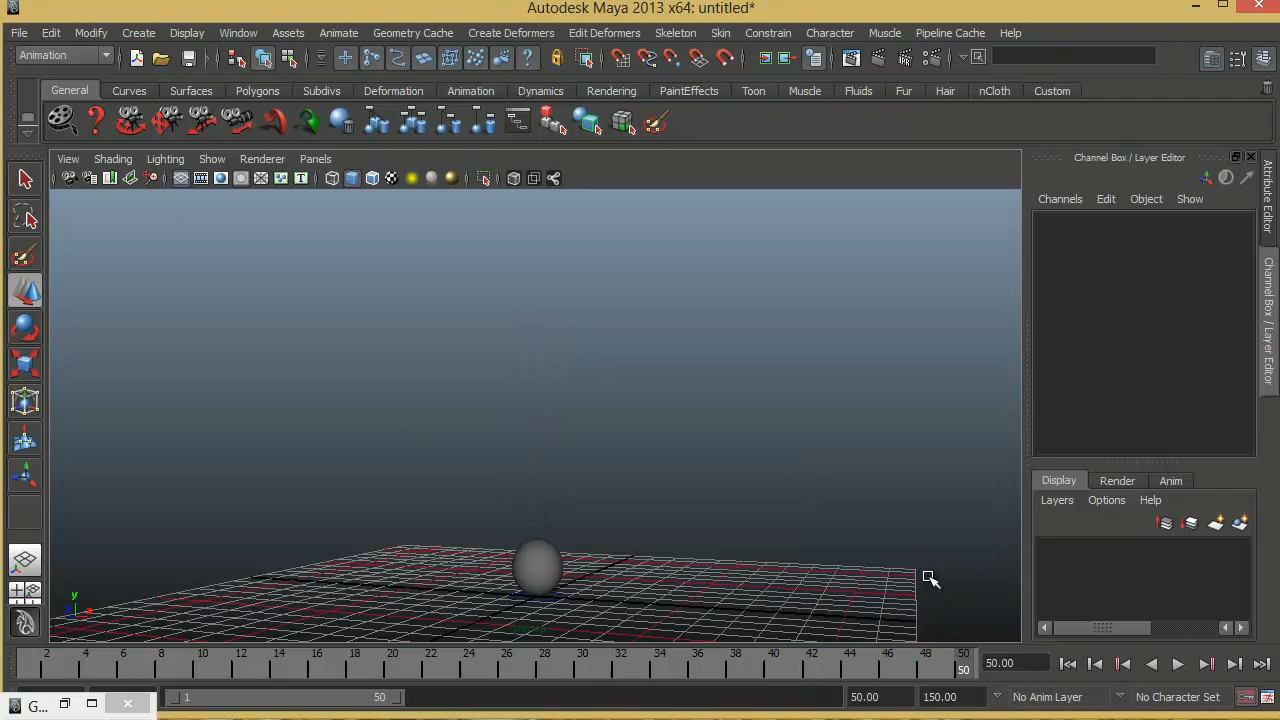 Autodesk Maya 2013 x64: untitled*
File Edit Modify Create Display Window Assets Animate Geometry Cache Create Deformers Edit Deformers Skeleton Skin Constrain Character Muscle Pipeline Cache Help
Animation
General Curves Surfaces Polygons Subdivs Deformation Animation Dynamics Rendering PaintEffects Toon Muscle Fluids Fur Hair nCloth Custom
View Shading Lighting Show Renderer Panels
Channel Box / Layer Editor
Channels Edit Object Show
Attribute Editor
Channel Box / Layer Editor
Display Render Anim
Layers Options Help
y
x
2 4 6 8 10 12 14 16 18 20 22 24 26 28 30 32 34 36 38 40 42 44 46 48 50
50
50.00
1 50
50.00 150.00 No Anim Layer No Character Set
G...